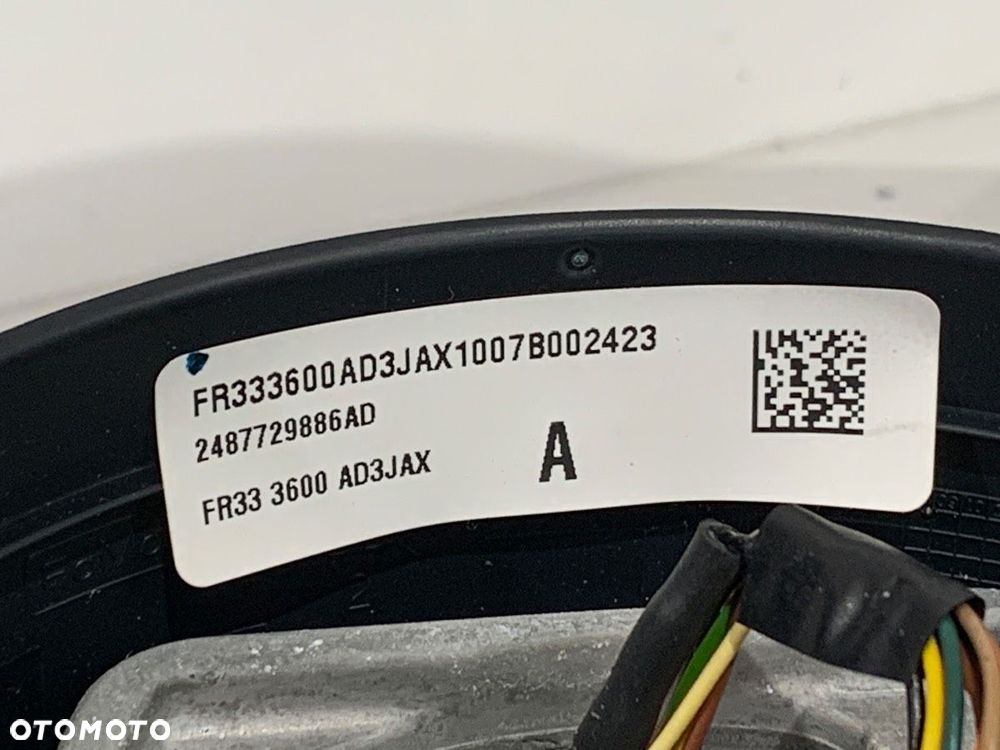 FR333600AD3JAX1007B002423
2487729886AD
FR33 3600 AD3JAX
A
OTOMOTO